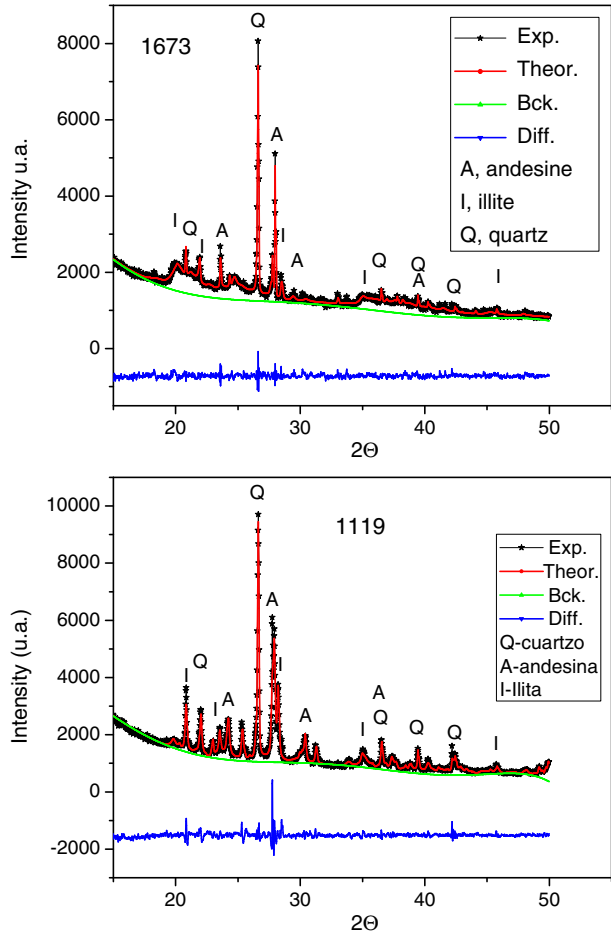 8000
6000
4000
2000
0
Intensity u.a.
1673
Q
A
I
Q
I
A
I
A
I
Q
Q
A
Q
I
Exp.
Theor.
Bck.
Diff.
A, andesine
I, illite
Q, quartz
20
30
40
50
2Θ
10000
8000
6000
4000
2000
0
-2000
Intensity (u.a.)
1119
Q
A
I
I
Q
I
A
A
I
A
Q
Q
Q
I
Exp.
Theor.
Bck.
Diff.
Q-cuartzo
A-andesina
I-Ilita
20
30
40
50
2Θ